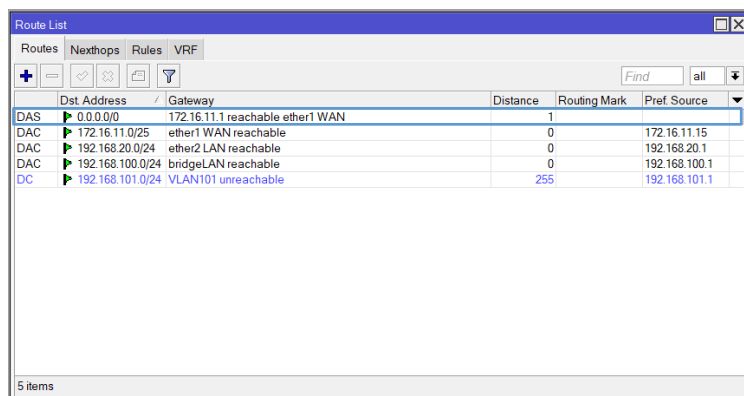 Route List
Routes Nexthops Rules VRF
Find all
Dst. Address / Gateway Distance Routing Mark Pref. Source
DAS 0.0.0.0/0 172.16.11.1 reachable ether1 WAN 1
DAC 172.16.11.0/25 ether1 WAN reachable 0 172.16.11.15
DAC 192.168.20.0/24 ether2 LAN reachable 0 192.168.20.1
DAC 192.168.100.0/24 bridgeLAN reachable 0 192.168.100.1
DC 192.168.101.0/24 VLAN101 unreachable 255 192.168.101.1
5 items